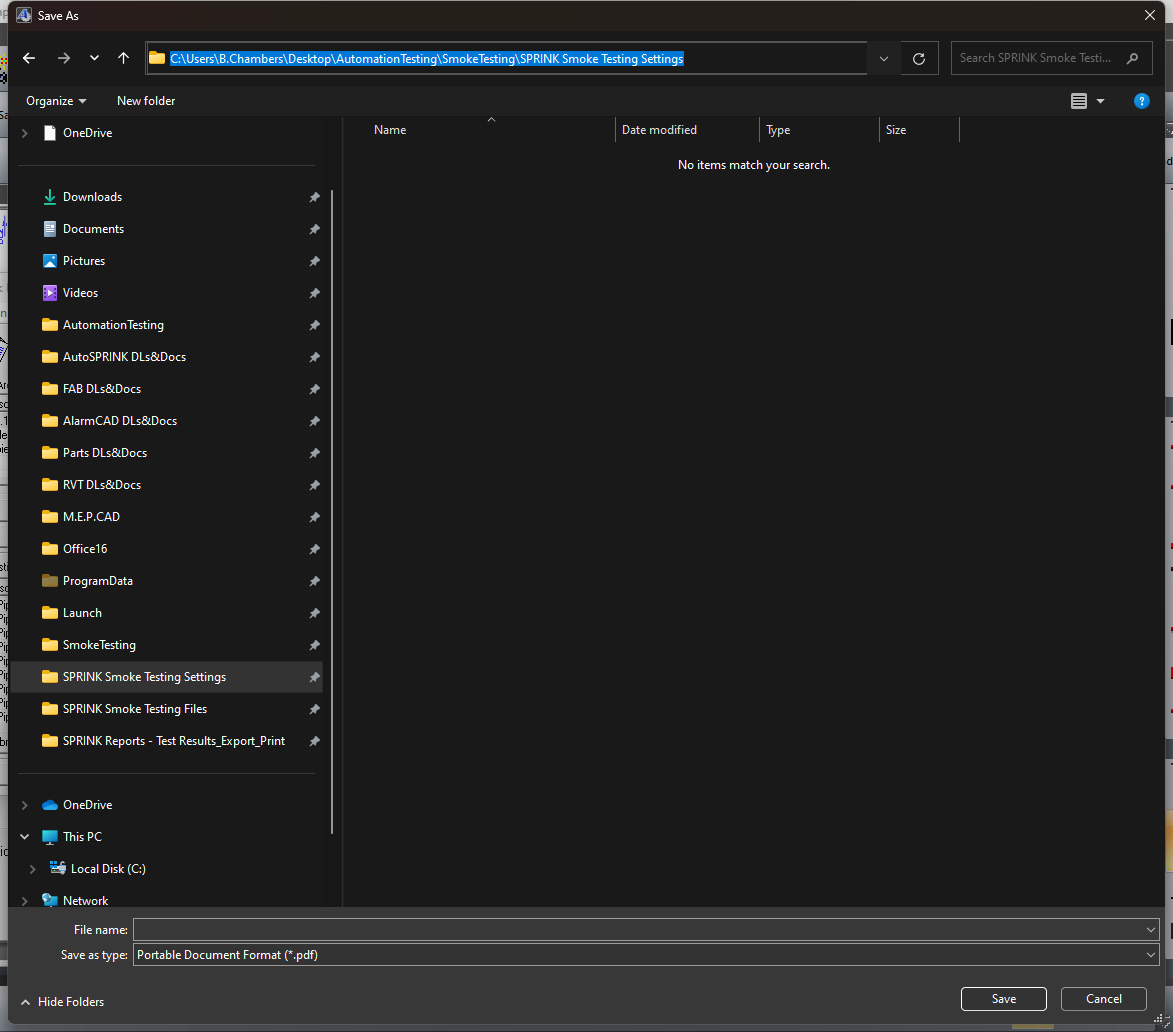 Save As
C:\Users\B.Chambers\Desktop\AutomationTesting\SmokeTesting\SPRINK Smoke Testing Settings
Search SPRINK Smoke Testi...
Organize
New folder
?
OneDrive
Name
Date modified
Type
Size
No items match your search.
Downloads
Documents
Pictures
Videos
AutomationTesting
AutoSPRINK DLs&Docs
FAB DLs&Docs
AlarmCAD DLs&Docs
Parts DLs&Docs
RVT DLs&Docs
M.E.P.CAD
Office16
ProgramData
Launch
SmokeTesting
SPRINK Smoke Testing Settings
SPRINK Smoke Testing Files
SPRINK Reports - Test Results_Export_Print
OneDrive
This PC
Local Disk (C:)
Network
File name:
Save as type: Portable Document Format (*.pdf)
Hide Folders
Save
Cancel